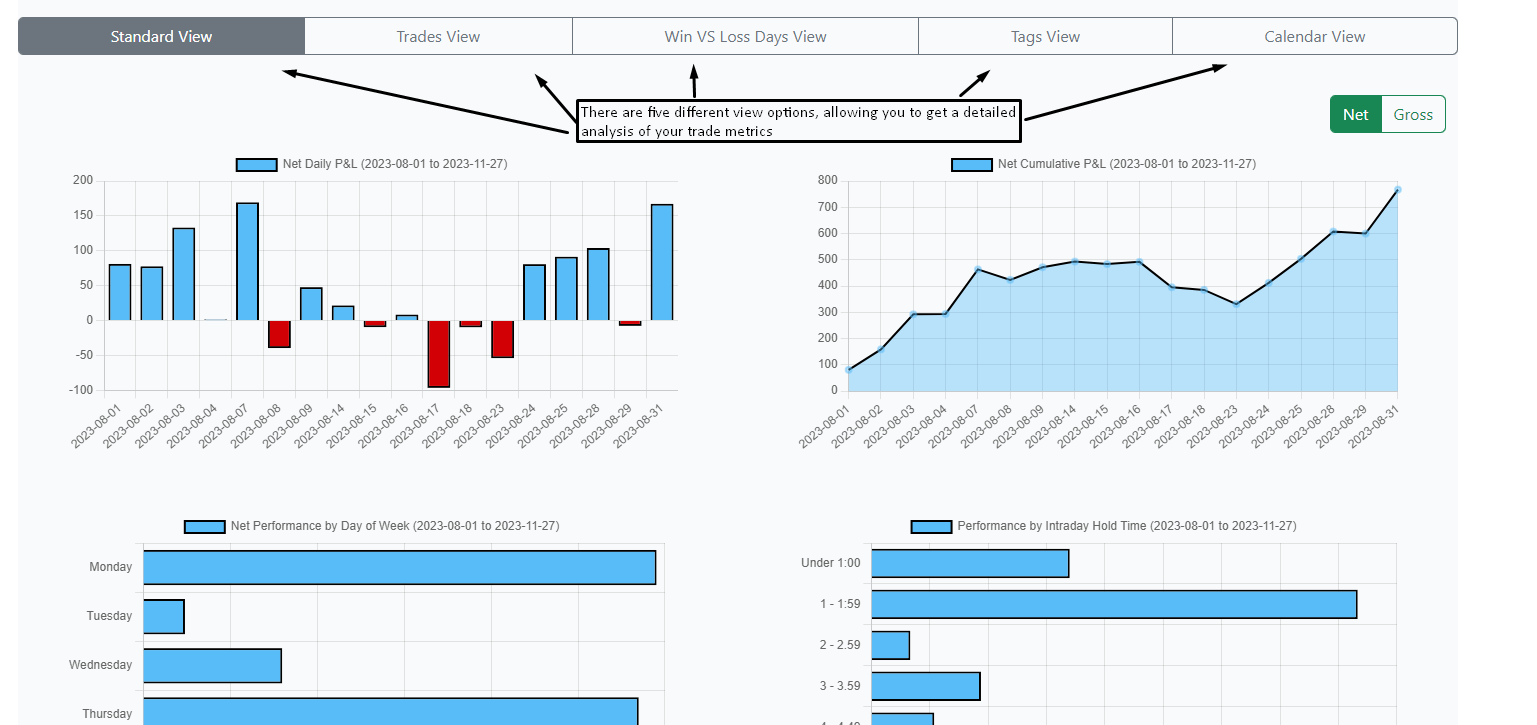 Standard View
Trades View
Win VS Loss Days View
Tags View
Calendar View
There are five different view options, allowing you to get a detailed
analysis of your trade metrics
Net
Gross
Net Daily P&L (2023-08-01 to 2023-11-27)
200
150
100
50
0
-50
-100
2023-08-01
2023-08-02
2023-08-03
2023-08-04
2023-08-07
2023-08-08
2023-08-09
2023-08-14
2023-08-15
2023-08-16
2023-08-17
2023-08-18
2023-08-23
2023-08-24
2023-08-25
2023-08-28
2023-08-29
2023-08-31
Net Cumulative P&L (2023-08-01 to 2023-11-27)
800
700
600
500
400
300
200
100
0
2023-08-01
2023-08-02
2023-08-03
2023-08-04
2023-08-07
2023-08-08
2023-08-09
2023-08-14
2023-08-15
2023-08-16
2023-08-17
2023-08-18
2023-08-23
2023-08-24
2023-08-25
2023-08-28
2023-08-29
2023-08-31
Net Performance by Day of Week (2023-08-01 to 2023-11-27)
Monday
Tuesday
Wednesday
Thursday
Performance by Intraday Hold Time (2023-08-01 to 2023-11-27)
Under 1:00
1 - 1:59
2 - 2.59
3 - 3.59